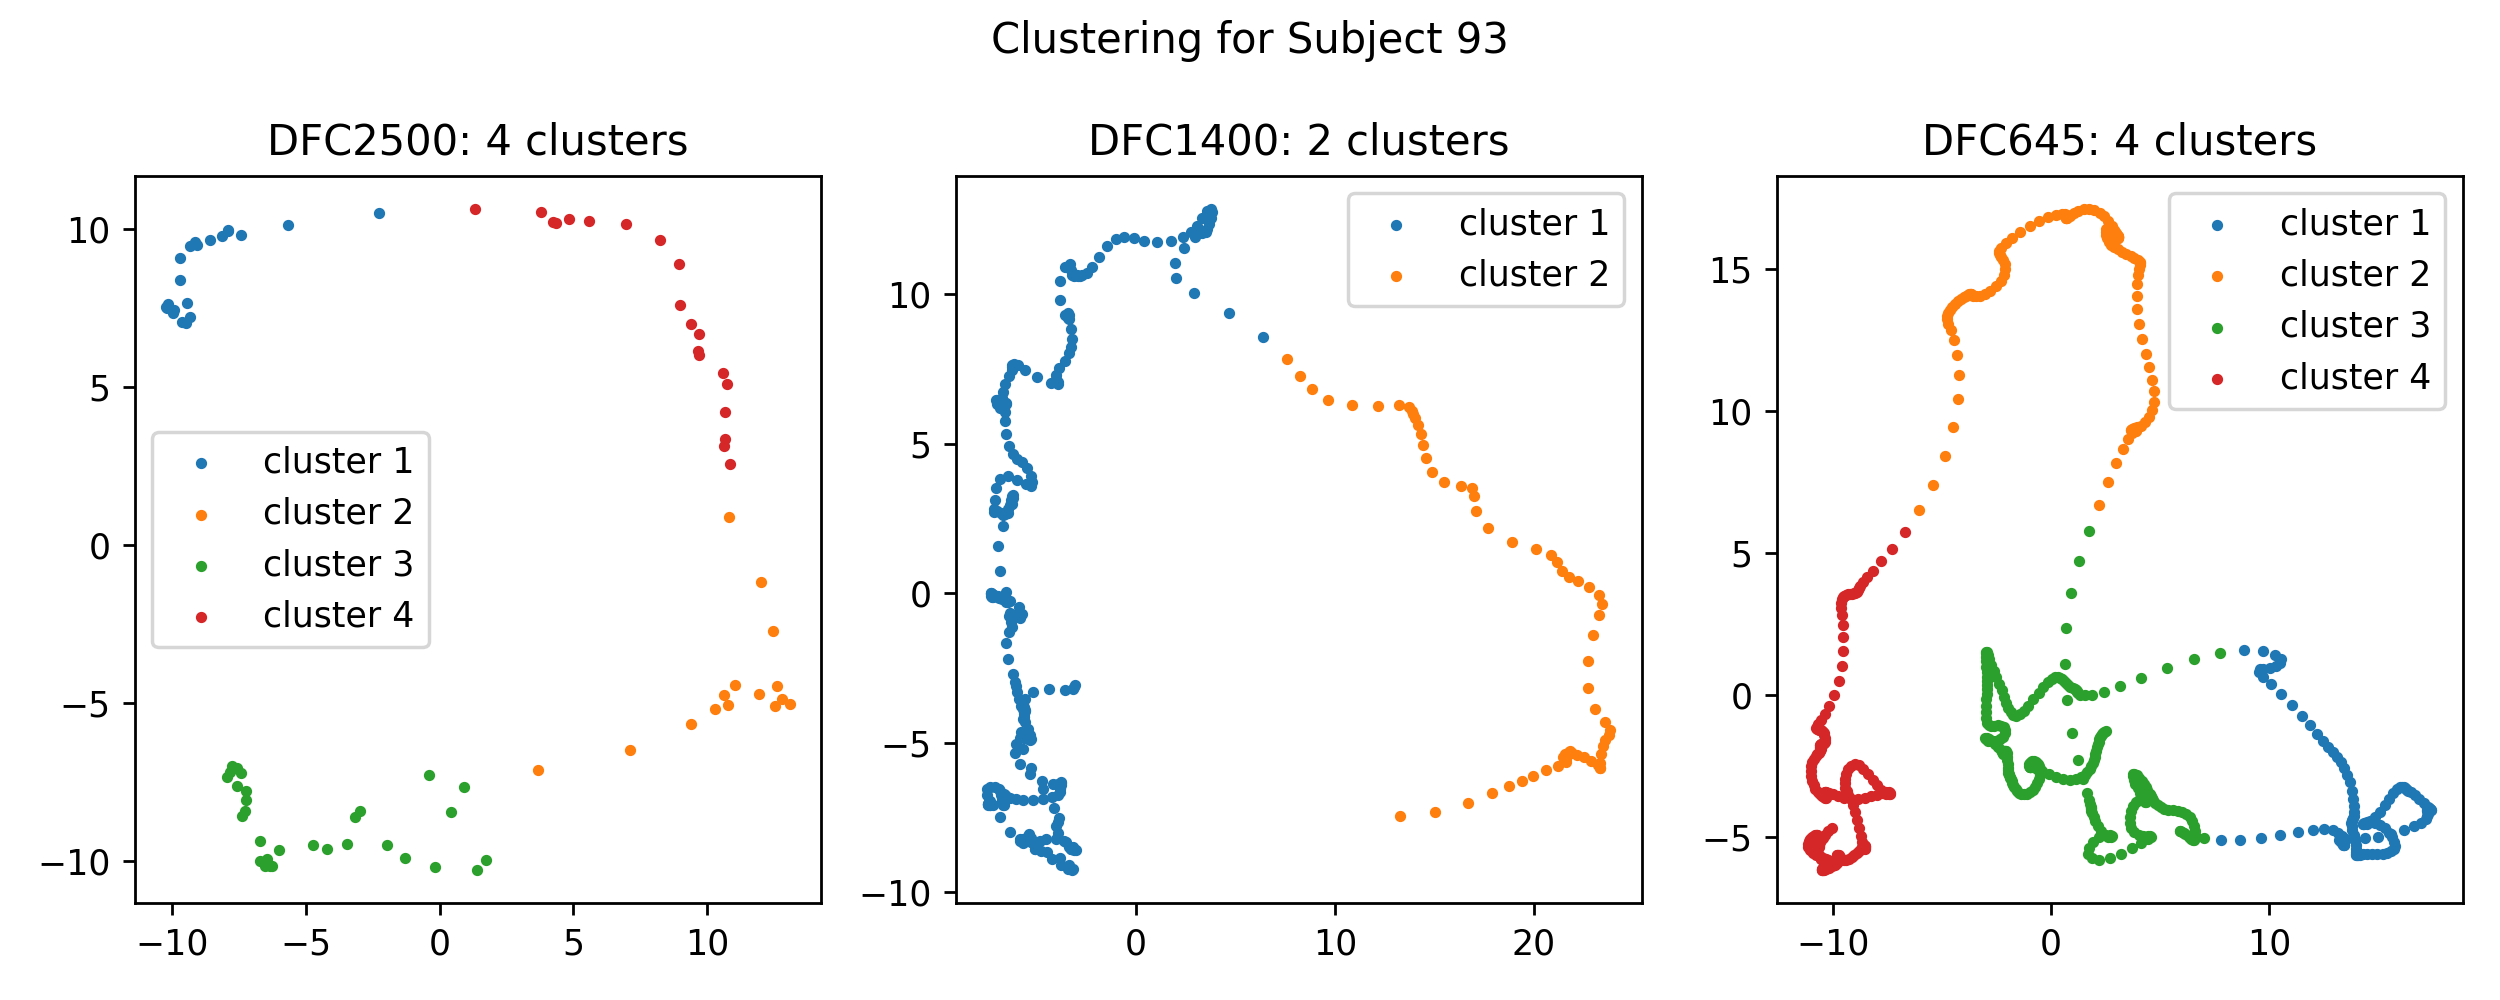 Clustering for Subject 93
DFC2500: 4 clusters
10
5
0
−5
−10
−10
−5
0
5
10
cluster 1
cluster 2
cluster 3
cluster 4
DFC1400: 2 clusters
10
5
0
−5
−10
0
10
20
cluster 1
cluster 2
DFC645: 4 clusters
15
10
5
0
−5
−10
0
10
cluster 1
cluster 2
cluster 3
cluster 4